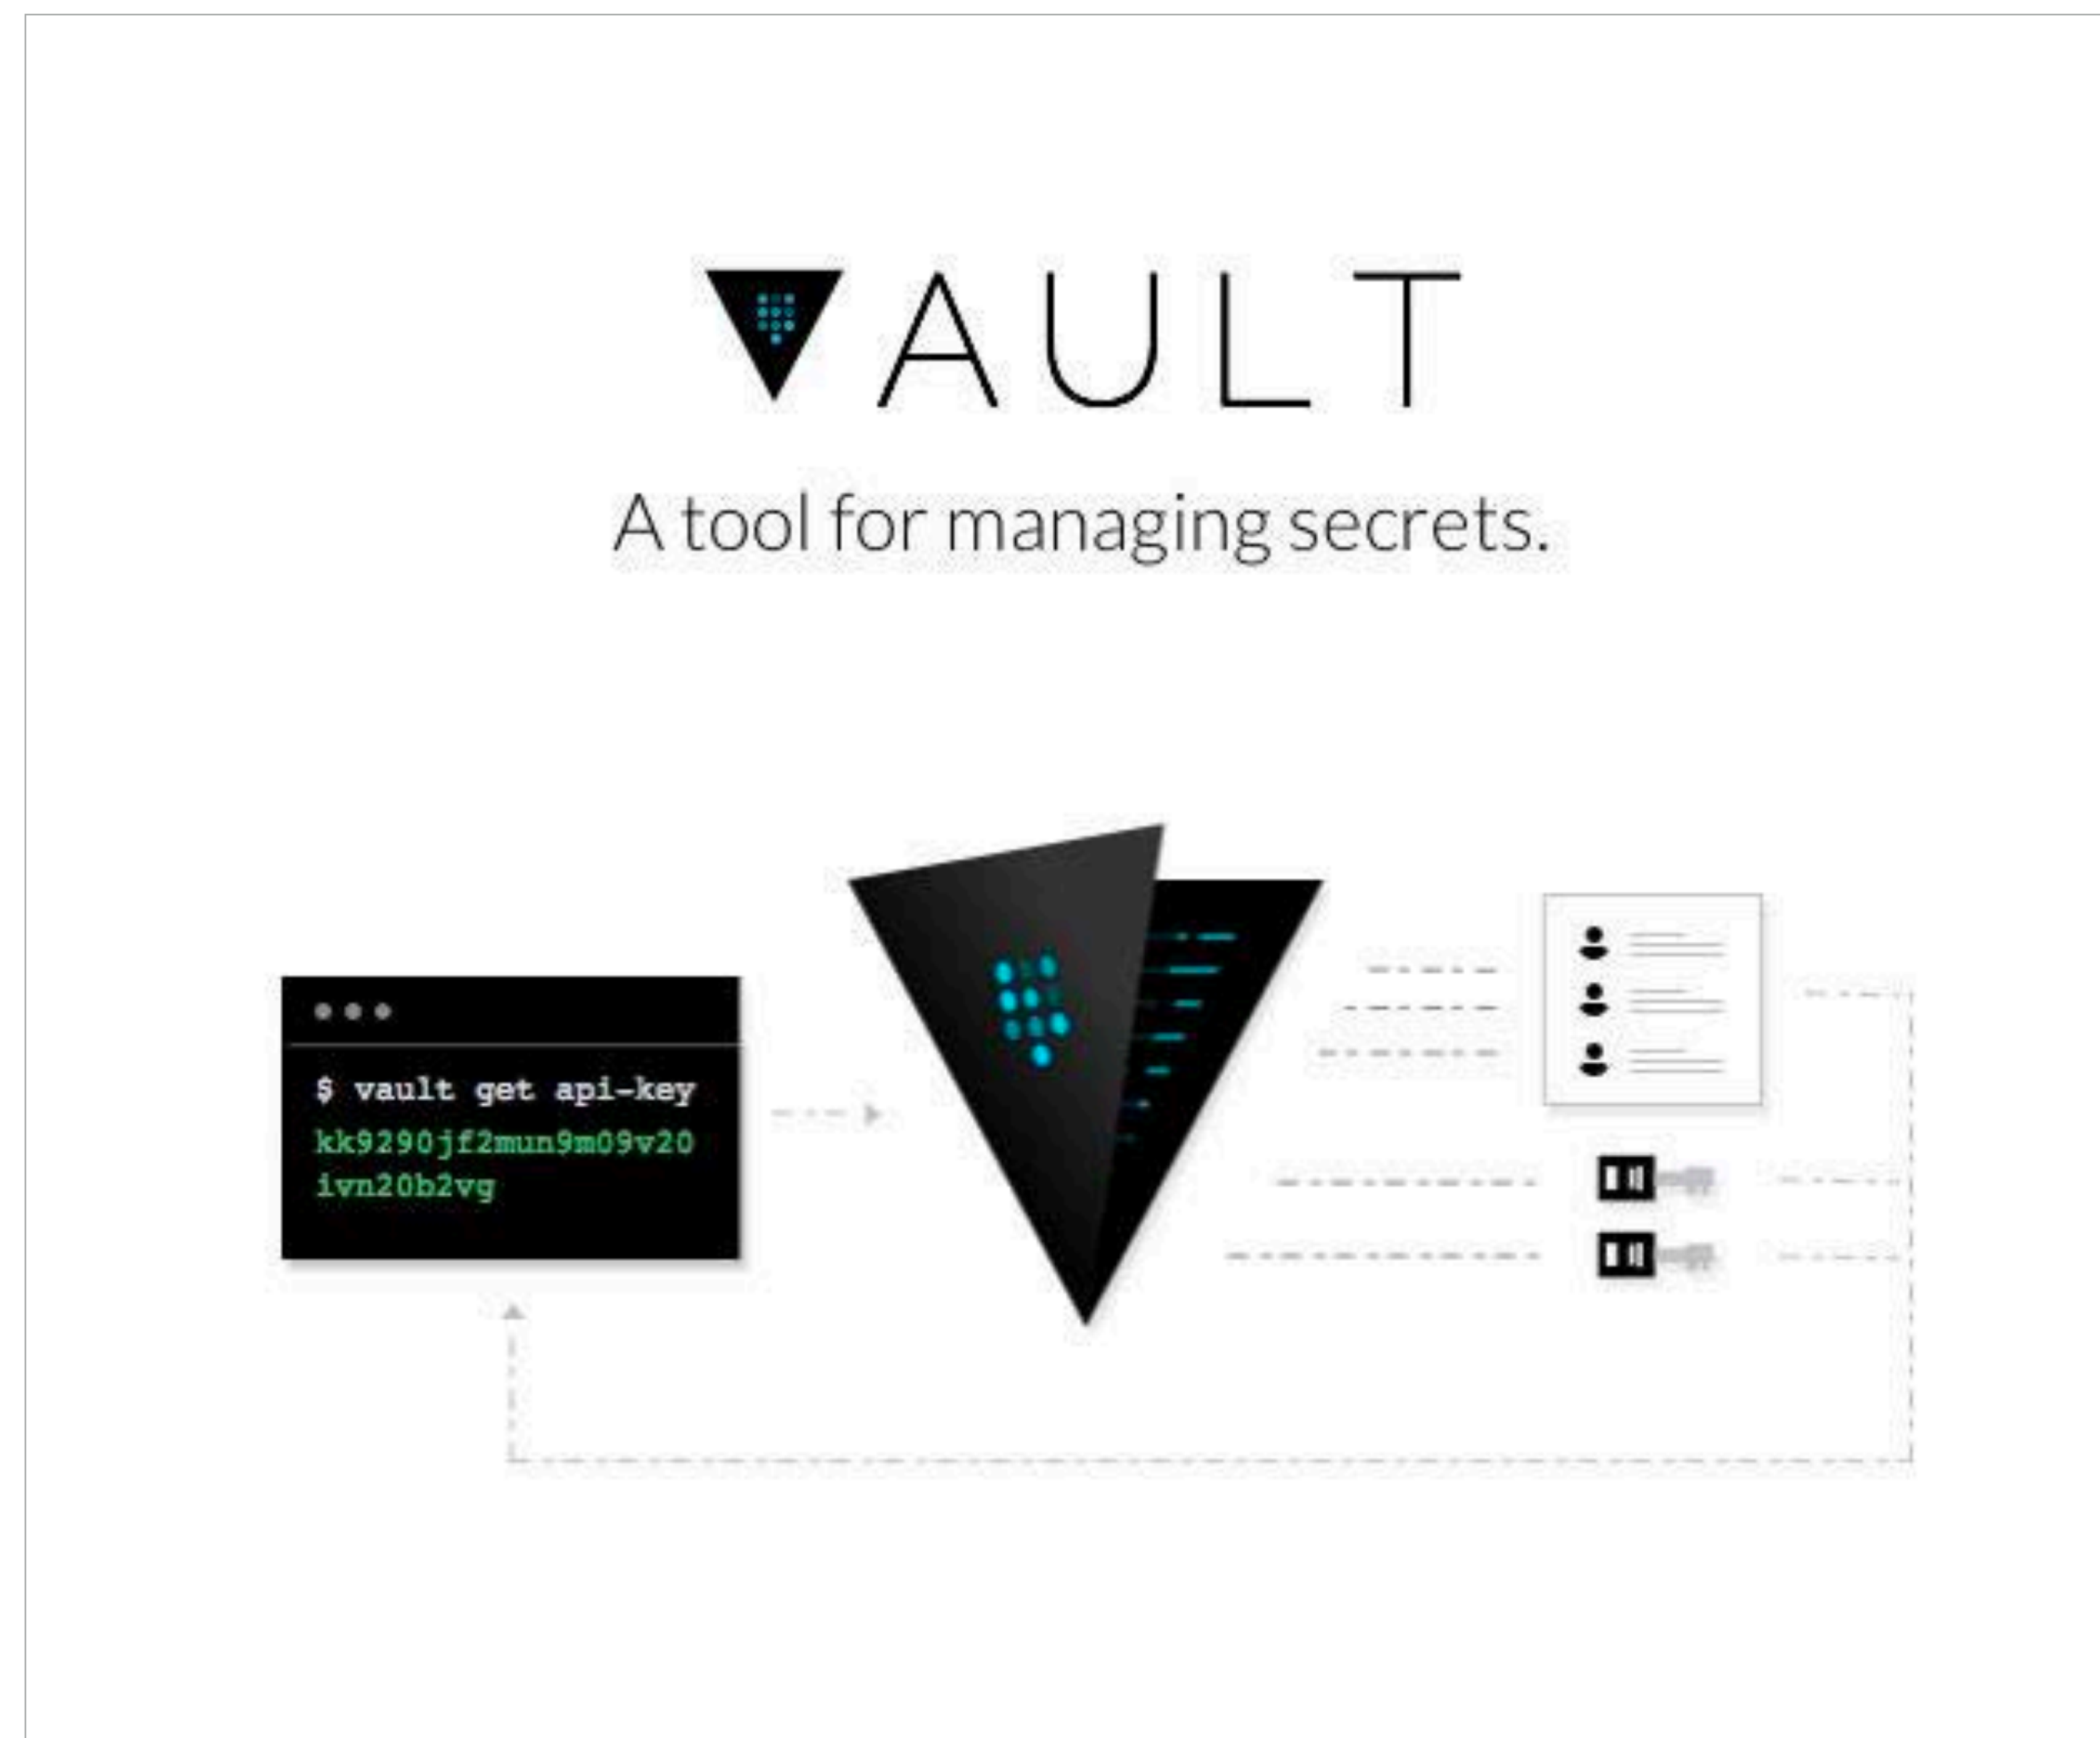 VAULT
A tool for managing secrets.
$ vault get api-key
kk9290jf2mun9m09v20
ivn20b2vg